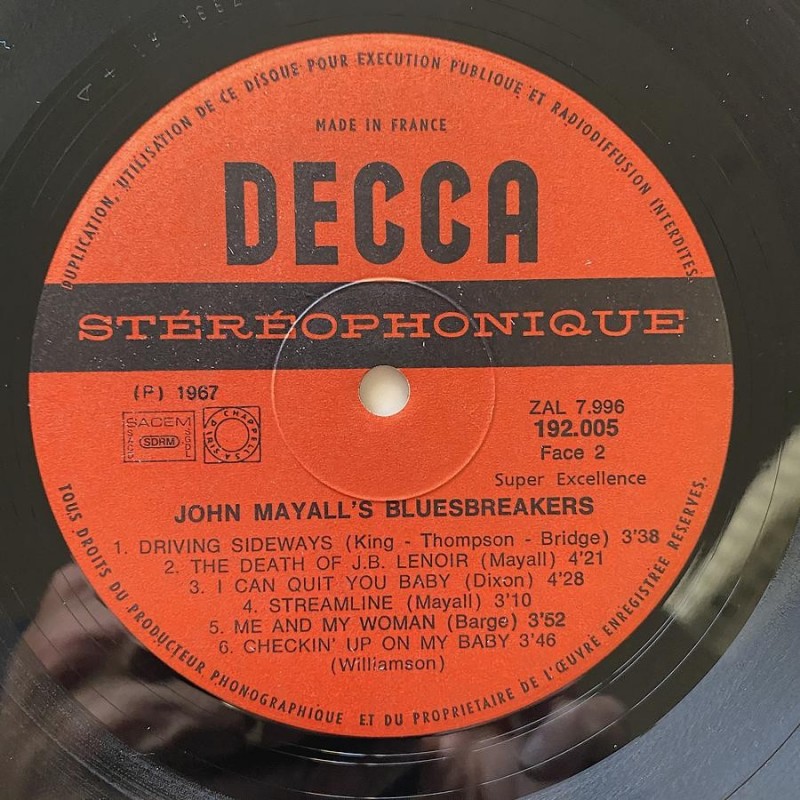 DUPLICATION, UTILISATION DE CE DISQUE POUR EXECUTION PUBLIQUE ET RADIODIFFUSION INTERDITES.
MADE IN FRANCE
DECCA
STÉRÉOPHONIQUE
(P) 1967
SACEM
SDRM
CHAPPELL S.A.
ZAL 7.996
192.005
Face 2
Super Excellence
JOHN MAYALL'S BLUESBREAKERS
1. DRIVING SIDEWAYS (King - Thompson - Bridge) 3'38
2. THE DEATH OF J.B. LENOIR (Mayall) 4'21
3. I CAN QUIT YOU BABY (Dixon) 4'28
4. STREAMLINE (Mayall) 3'10
5. ME AND MY WOMAN (Barge) 3'52
6. CHECKIN' UP ON MY BABY 3'46
(Williamson)
TOUS DROITS DU PRODUCTEUR PHONOGRAPHIQUE ET DU PROPRIETAIRE DE L'ŒUVRE ENREGISTRÉE RESERVES.